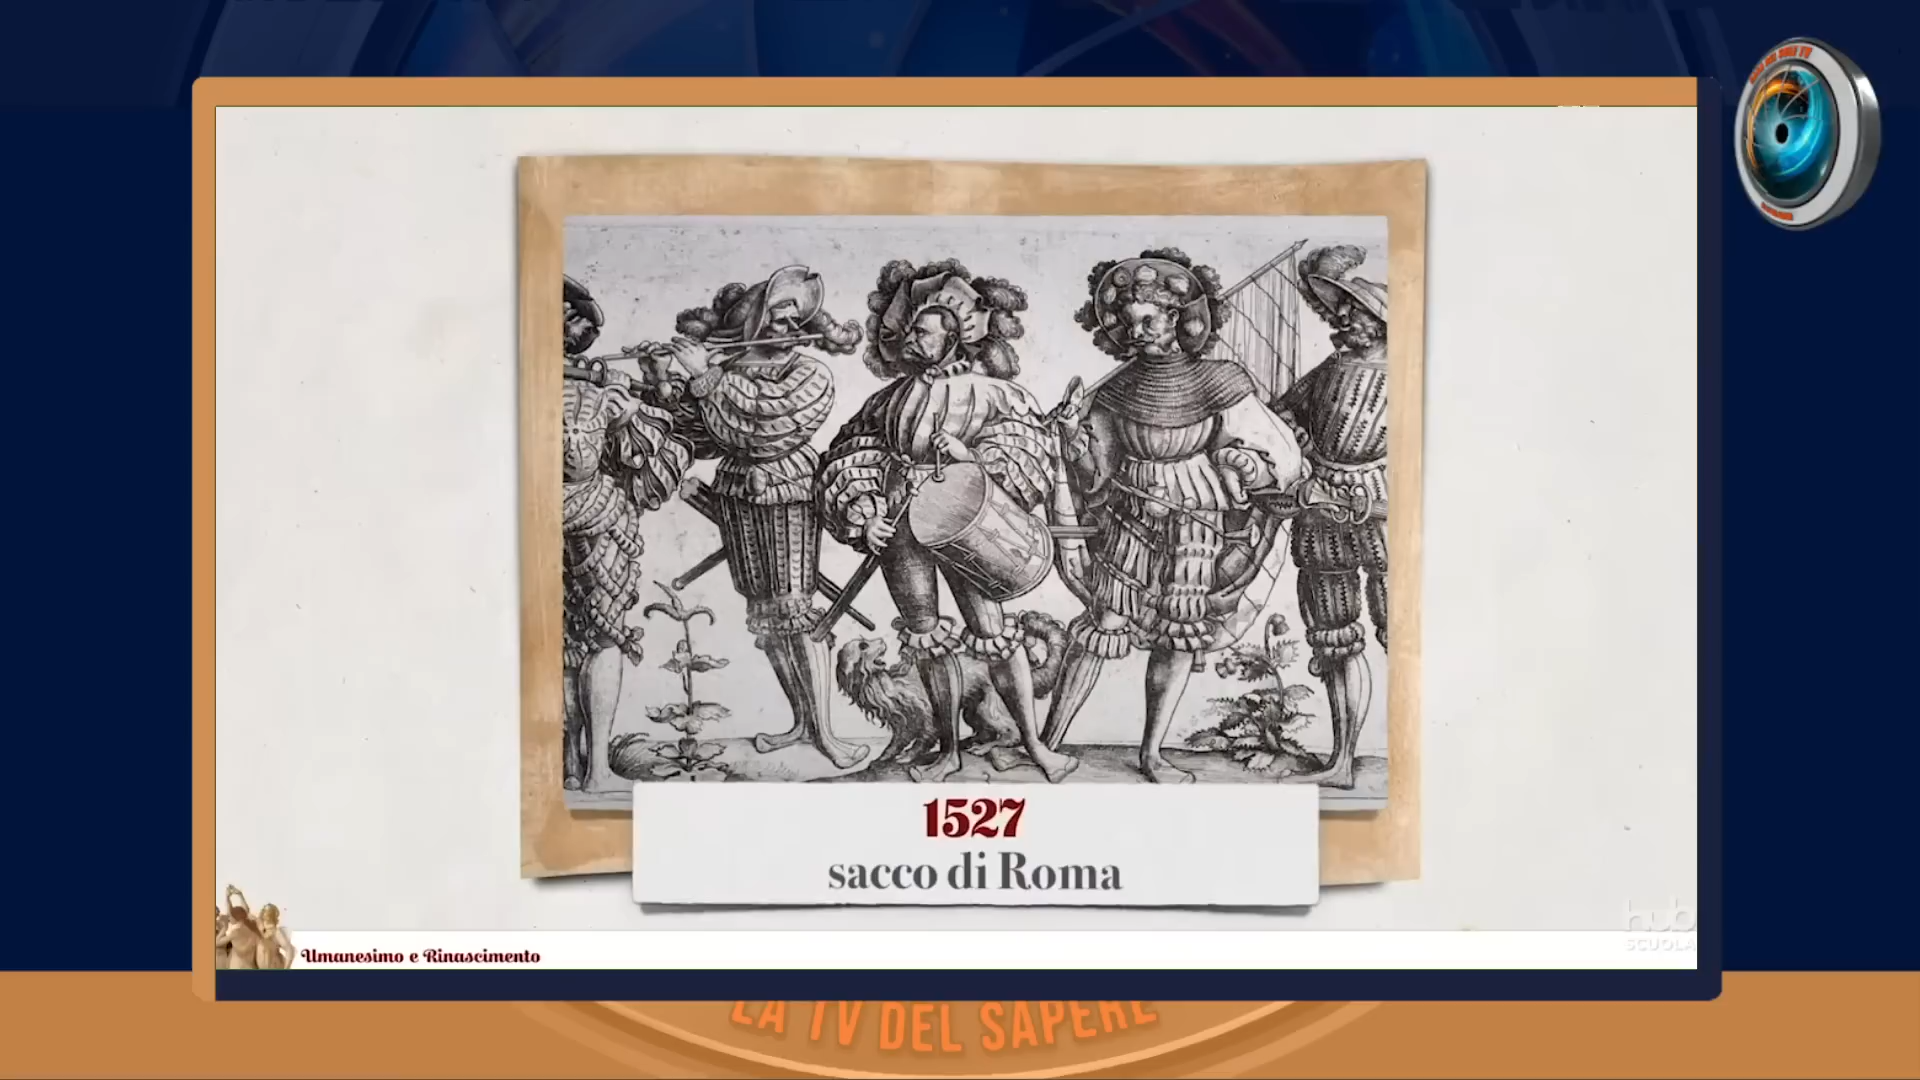 1527
sacco di Roma
hub
SCUOLA
Umanesimo e Rinascimento
LA TV DEL SAPERE